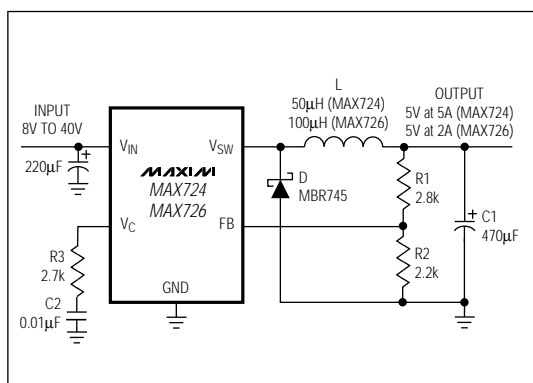 INPUT
8V TO 40V
220µF
+
VIN
MAXIM
MAX724
MAX726
VSW
VC
FB
GND
R3
2.7k
C2
0.01µF
L
50µH (MAX724)
100µH (MAX726)
D
MBR745
OUTPUT
5V at 5A (MAX724)
5V at 2A (MAX726)
R1
2.8k
R2
2.2k
+
C1
470µF